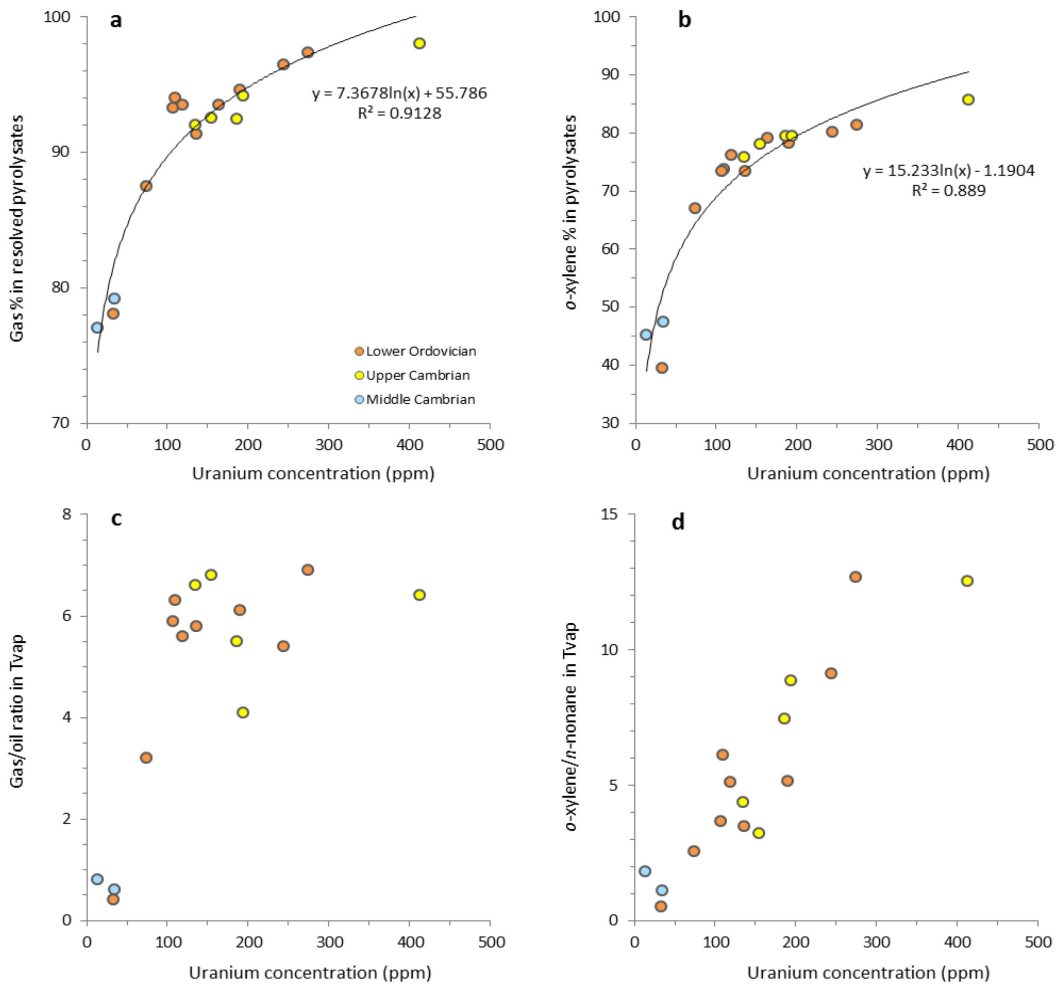 a
100
90
80
70
0
100
200
300
400
500
Gas % in resolved pyrolysates
Uranium concentration (ppm)
y = 7.3678ln(x) + 55.786
R² = 0.9128
Lower Ordovician
Upper Cambrian
Middle Cambrian
b
100
90
80
70
60
50
40
30
0
100
200
300
400
500
o-xylene % in pyrolysates
Uranium concentration (ppm)
y = 15.233ln(x) - 1.1904
R² = 0.889
c
8
6
4
2
0
0
100
200
300
400
500
Gas/oil ratio in Tvap
Uranium concentration (ppm)
d
15
10
5
0
0
100
200
300
400
500
o-xylene/n-nonane in Tvap
Uranium concentration (ppm)